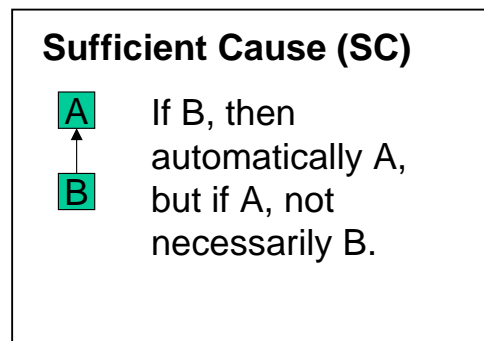 Sufficient Cause (SC)
A
B
If B, then
automatically A,
but if A, not
necessarily B.